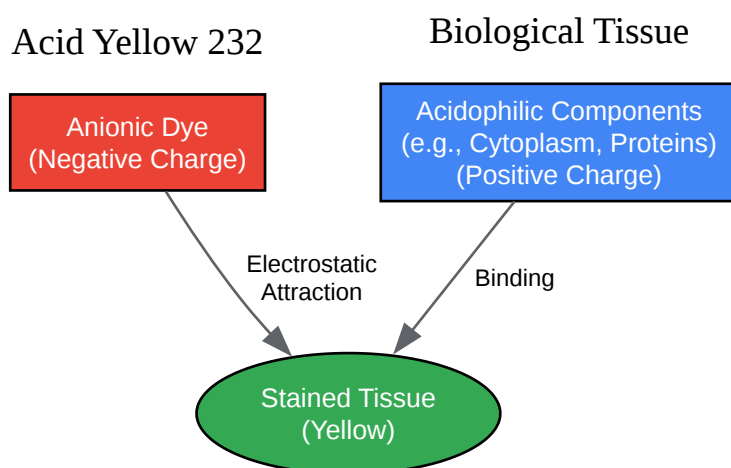 Acid Yellow 232
Biological Tissue
Anionic Dye
(Negative Charge)
Acidophilic Components
(e.g., Cytoplasm, Proteins)
(Positive Charge)
Electrostatic
Attraction
Binding
Stained Tissue
(Yellow)